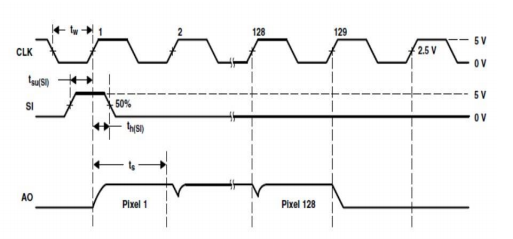 tw 1 2 128 129
5 V
CLK
2.5 V
0 V
tsu(SI)
5 V
SI
50%
0 V
th(SI)
ts
AO
Pixel 1
Pixel 128